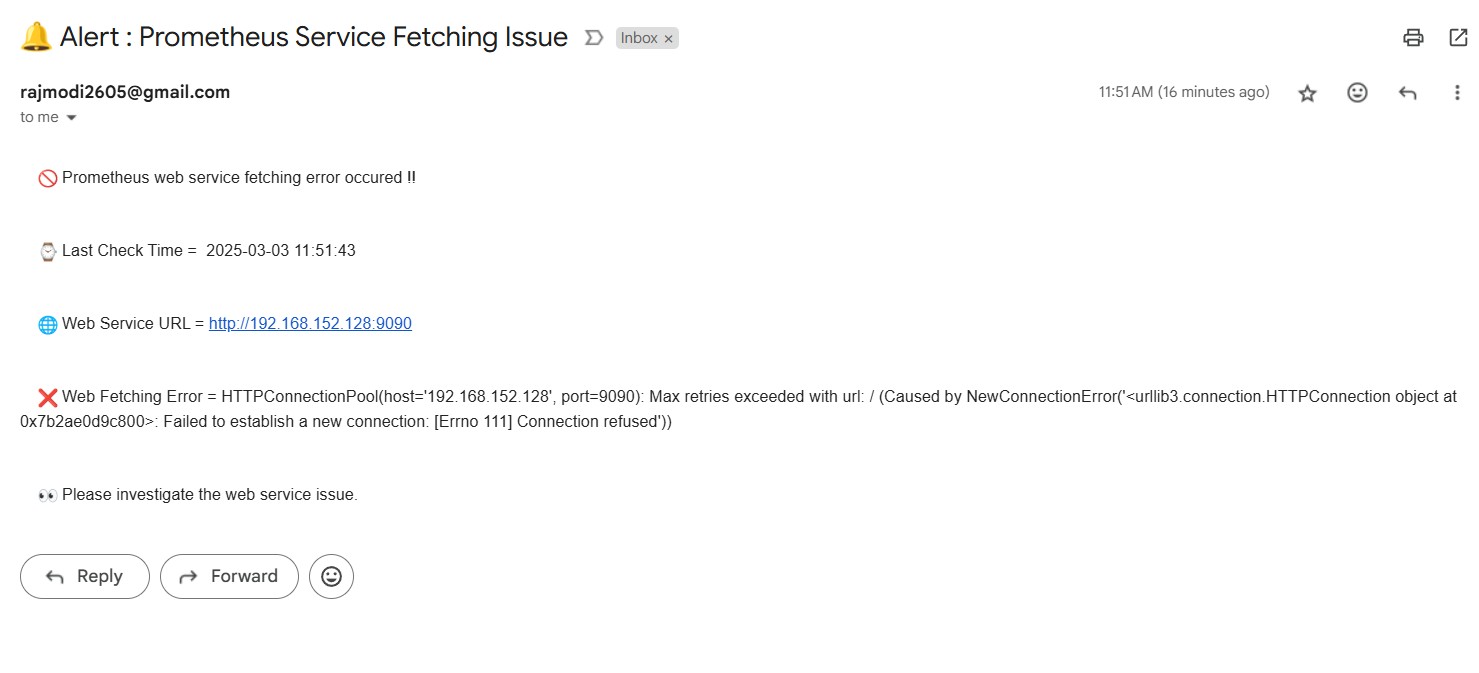 🔔 Alert : Prometheus Service Fetching Issue Inbox ×
rajmodi2605@gmail.com 11:51 AM (16 minutes ago)
to me
🚫 Prometheus web service fetching error occured !!
⌚ Last Check Time = 2025-03-03 11:51:43
🌐 Web Service URL = http://192.168.152.128:9090
❌ Web Fetching Error = HTTPConnectionPool(host='192.168.152.128', port=9090): Max retries exceeded with url: / (Caused by NewConnectionError('<urllib3.connection.HTTPConnection object at
0x7b2ae0d9c800>: Failed to establish a new connection: [Errno 111] Connection refused'))
👀 Please investigate the web service issue.
Reply Forward